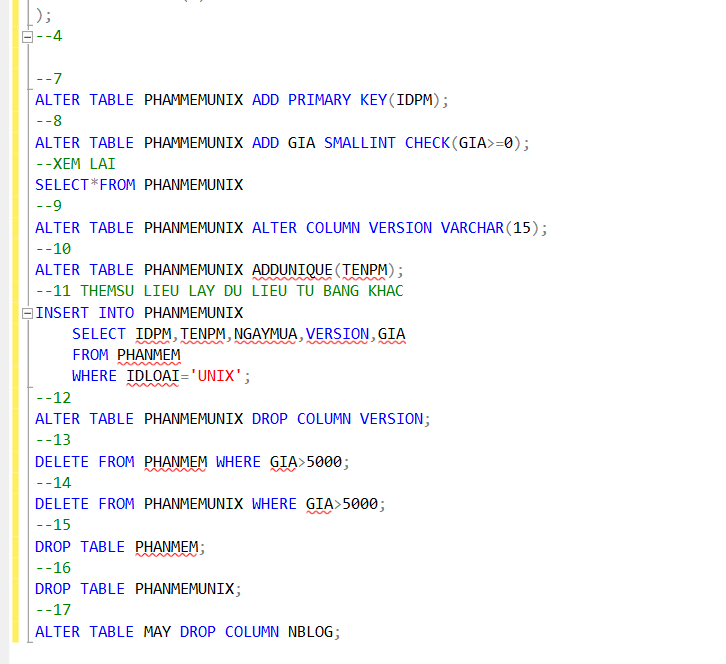 );
--4
--7
ALTER TABLE PHAMMEMUNIX ADD PRIMARY KEY(IDPM);
--8
ALTER TABLE PHAMMEMUNIX ADD GIA SMALLINT CHECK(GIA>=0);
--XEM LAI
SELECT*FROM PHANMEMUNIX
--9
ALTER TABLE PHANMEMUNIX ALTER COLUMN VERSION VARCHAR(15);
--10
ALTER TABLE PHANMEMUNIX ADDUNIQUE(TENPM);
--11 THEMSU LIEU LAY DU LIEU TU BANG KHAC
INSERT INTO PHANMEMUNIX
SELECT IDPM,TENPM,NGAYMUA,VERSION,GIA
FROM PHANMEM
WHERE IDLOAI='UNIX';
--12
ALTER TABLE PHANMEMUNIX DROP COLUMN VERSION;
--13
DELETE FROM PHANMEM WHERE GIA>5000;
--14
DELETE FROM PHANMEMUNIX WHERE GIA>5000;
--15
DROP TABLE PHANMEM;
--16
DROP TABLE PHANMEMUNIX;
--17
ALTER TABLE MAY DROP COLUMN NBLOG;